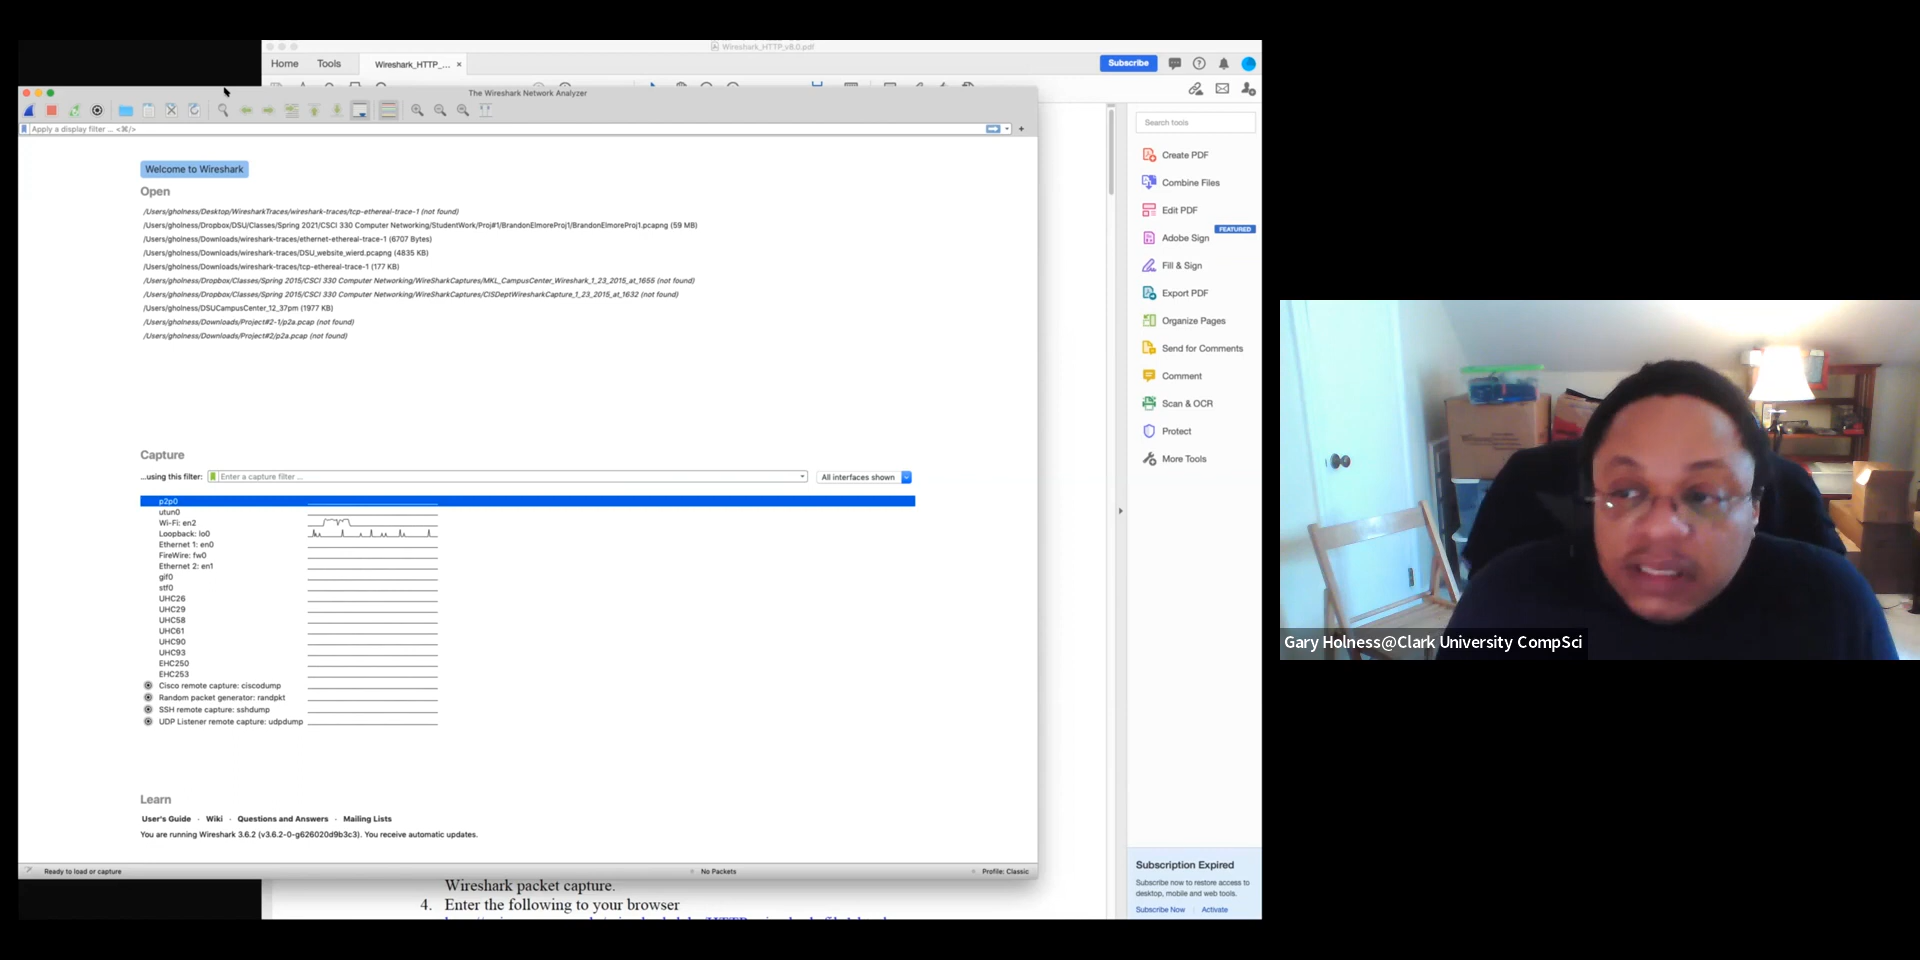 Wireshark_HTTP_v8.0.pdf
Home Tools Wireshark_HTTP_... × Subscribe
The Wireshark Network Analyzer
Apply a display filter ... <⌘/> +
Welcome to Wireshark
Open
/Users/gholness/Desktop/WiresharkTraces/wireshark-traces/tcp-ethereal-trace-1 (not found)
/Users/gholness/Dropbox/DSU/Classes/Spring 2021/CSCI 330 Computer Networking/StudentWork/Proj#1/BrandonElmoreProj1/BrandonElmoreProj1.pcapng (59 MB)
/Users/gholness/Downloads/wireshark-traces/ethernet-ethereal-trace-1 (6707 Bytes)
/Users/gholness/Downloads/wireshark-traces/DSU_website_wierd.pcapng (4835 KB)
/Users/gholness/Downloads/wireshark-traces/tcp-ethereal-trace-1 (177 KB)
/Users/gholness/Dropbox/Classes/Spring 2015/CSCI 330 Computer Networking/WireSharkCaptures/MKL_CampusCenter_Wireshark_1_23_2015_at_1655 (not found)
/Users/gholness/Dropbox/Classes/Spring 2015/CSCI 330 Computer Networking/WireSharkCaptures/CISDeptWiresharkCapture_1_23_2015_at_1632 (not found)
/Users/gholness/DSUCampusCenter_12_37pm (1977 KB)
/Users/gholness/Downloads/Project#2-1/p2a.pcap (not found)
/Users/gholness/Downloads/Project#2/p2a.pcap (not found)
Capture
...using this filter: Enter a capture filter ... All interfaces shown
p2p0
utun0
Wi-Fi: en2
Loopback: lo0
Ethernet 1: en0
FireWire: fw0
Ethernet 2: en1
gif0
stf0
UHC26
UHC29
UHC58
UHC61
UHC90
UHC93
EHC250
EHC253
Cisco remote capture: ciscodump
Random packet generator: randpkt
SSH remote capture: sshdump
UDP Listener remote capture: udpdump
Learn
User's Guide · Wiki · Questions and Answers · Mailing Lists
You are running Wireshark 3.6.2 (v3.6.2-0-g626020d9b3c3). You receive automatic updates.
Ready to load or capture No Packets Profile: Classic
Wireshark packet capture.
4. Enter the following to your browser
Search tools
Create PDF
Combine Files
Edit PDF
FEATURED
Adobe Sign
Fill & Sign
Export PDF
Organize Pages
Send for Comments
Comment
Scan & OCR
Protect
More Tools
Subscription Expired
Subscribe now to restore access to
desktop, mobile and web tools.
Subscribe Now Activate
Gary Holness@Clark University CompSci